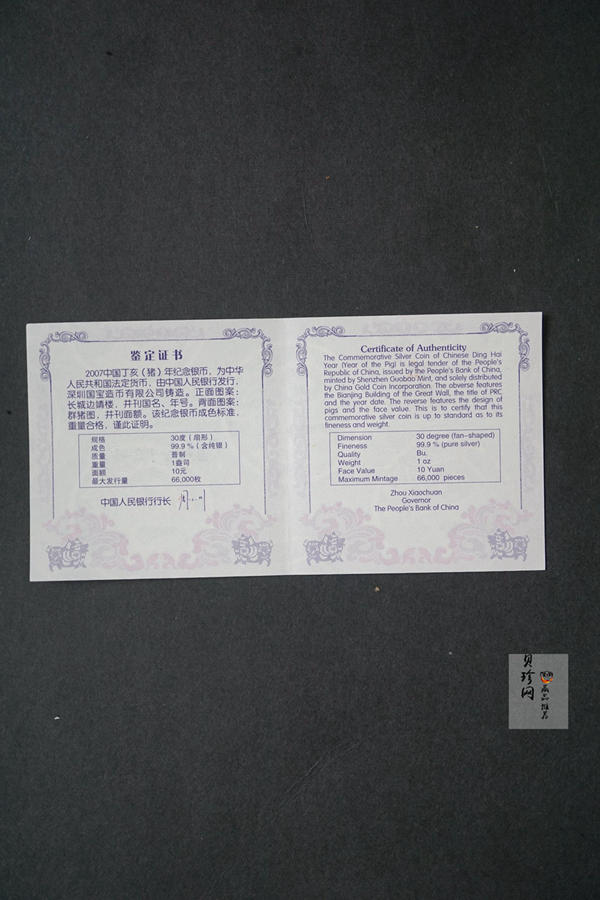 鉴定证书
2007中国丁亥（猪）年纪念银币，为中华
人民共和国法定货币，由中国人民银行发行，
深圳国宝造币有限公司铸造。正面图案：
长城边靖楼，并刊国名、年号。背面图案：
群猪图，并刊面额。该纪念银币成色标准，
重量合格，谨此证明。
规格 30度（扇形）
成色 99.9％（含纯银）
质量 普制
重量 1盎司
面额 10元
最大发行量 66,000枚
中国人民银行行长
Certificate of Authenticity
The Commemorative Silver Coin of Chinese Ding Hai
Year (Year of the Pig) is legal tender of the People's
Republic of China, issued by the People's Bank of China,
minted by Shenzhen Guobao Mint, and solely distributed
by China Gold Coin Incorporation. The obverse features
the Bianjing Building of the Great Wall, the title of PRC
and the year date. The reverse features the design of
pigs and the face value. This is to certify that this
commemorative silver coin is up to standard as to its
fineness and weight.
Dimension 30 degree (fan-shaped)
Fineness 99.9 % (pure silver)
Quality Bu.
Weight 1 oz
Face Value 10 Yuan
Maximum Mintage 66,000 pieces
Zhou Xiaochuan
Governor
The People's Bank of China
珍网
品推荐